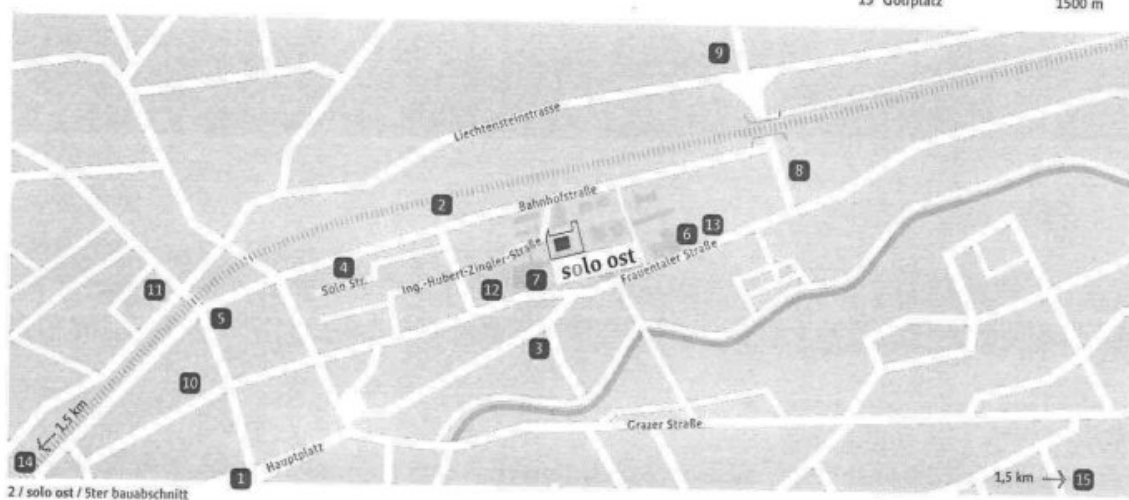 15 Golfplatz 1500 m
9
Liechtensteinstrasse
2
Bahnhofstraße
8
6
13
4
Solo Str.
Ing.-Hubert-Zingler-Straße
solo ost
Frauentaler Straße
7
12
11
5
3
10
1,5 km
14
Grazer Straße
Hauptplatz
1
1,5 km
15
2 / solo ost / 5ter bauabschnitt